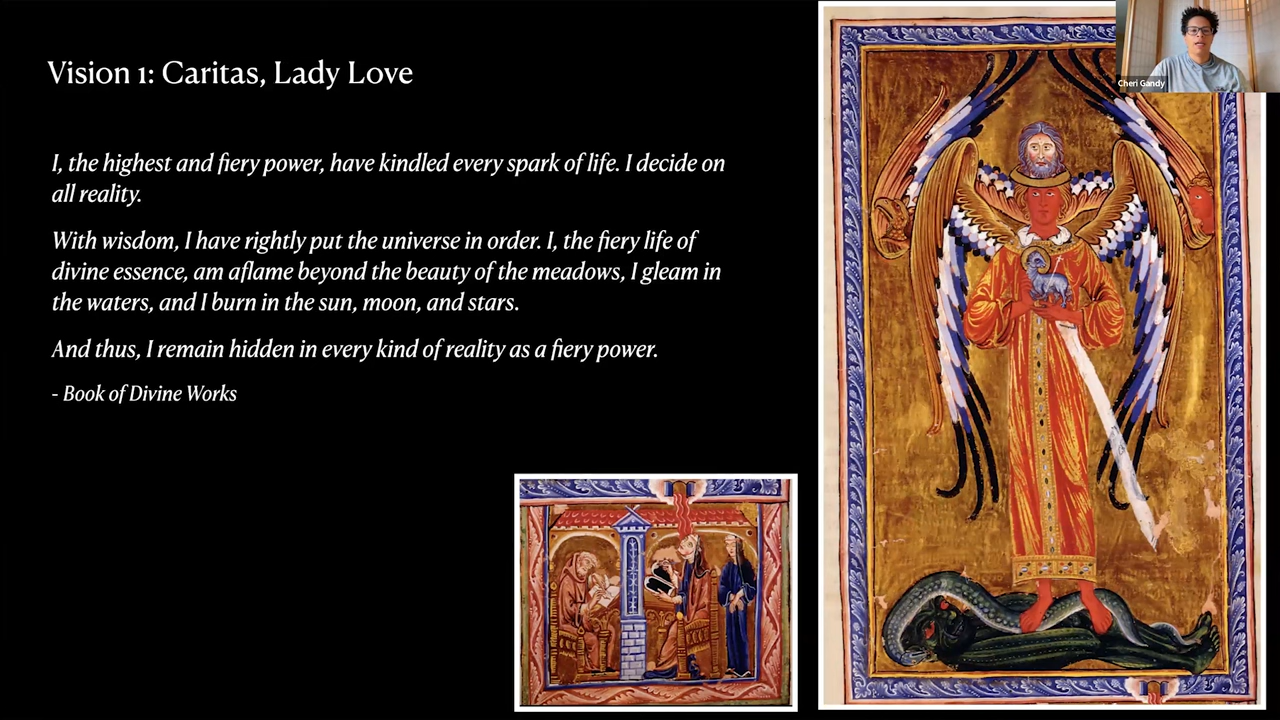 Vision 1: Caritas, Lady Love
I, the highest and fiery power, have kindled every spark of life. I decide on
all reality.
With wisdom, I have rightly put the universe in order. I, the fiery life of
divine essence, am aflame beyond the beauty of the meadows, I gleam in
the waters, and I burn in the sun, moon, and stars.
And thus, I remain hidden in every kind of reality as a fiery power.
- Book of Divine Works
Cheri Gandy